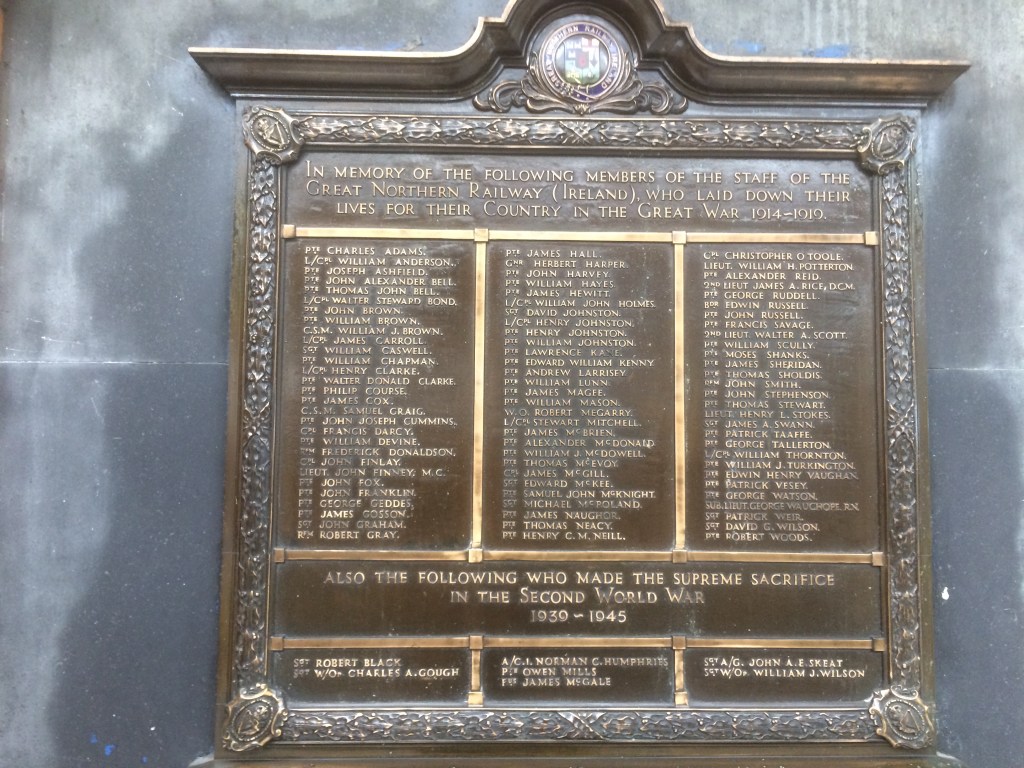 GREAT NORTHERN RAILWAY IRELAND
IN MEMORY OF THE FOLLOWING MEMBERS OF THE STAFF OF THE
GREAT NORTHERN RAILWAY (IRELAND), WHO LAID DOWN THEIR
LIVES FOR THEIR COUNTRY IN THE GREAT WAR 1914-1919.
PTE CHARLES ADAMS.
L/CPL WILLIAM ANDERSON.
PTE JOSEPH ASHFIELD.
PTE JOHN ALEXANDER BELL.
PTE THOMAS JOHN BELL.
L/CPL WALTER STEWARD BOND.
PTE JOHN BROWN.
PTE WILLIAM BROWN.
C.S.M. WILLIAM J. BROWN.
L/CPL JAMES CARROLL.
SGT WILLIAM CASWELL.
PTE WILLIAM CHAPMAN.
L/CPL HENRY CLARKE.
PTE WALTER DONALD CLARKE.
PTE PHILIP COURSE.
PTE JAMES COX.
C.S.M. SAMUEL CRAIG.
PTE JOHN JOSEPH CUMMINS.
CPL FRANCIS DARCY.
PTE WILLIAM DEVINE.
FREDERICK DONALDSON.
CPL JOHN FINLAY.
LIEUT. JOHN FINNEY, M.C.
PTE JOHN FOX.
PTE JOHN FRANKLIN.
PTE GEORGE GEDDES.
PTE JAMES GOSSON.
SGT JOHN GRAHAM.
RFN ROBERT GRAY.
PTE JAMES HALL.
GNR HERBERT HARPER.
PTE JOHN HARVEY.
PTE WILLIAM HAYES.
PTE JAMES HEWITT.
L/CPL WILLIAM JOHN HOLMES.
SGT DAVID JOHNSTON.
L/CPL HENRY JOHNSTON.
PTE HENRY JOHNSTON.
PTE WILLIAM JOHNSTON.
PTE LAWRENCE KANE.
PTE EDWARD WILLIAM KENNY.
PTE ANDREW LARRISEY.
PTE WILLIAM LUNN.
PTE JAMES MAGEE.
PTE WILLIAM MASON.
W.O. ROBERT MEGARRY.
L/CPL STEWART MITCHELL.
PTE JAMES McBRIEN.
PTE ALEXANDER McDONALD.
PTE WILLIAM J. McDOWELL.
PTE THOMAS McEVOY.
CPL JAMES McGILL.
SGT EDWARD McKEE.
PTE SAMUEL JOHN McKNIGHT.
SGT MICHAEL McPOLAND.
PTE JAMES NAUGHOR.
PTE THOMAS NEACY.
PTE HENRY C.M. NEILL.
CPL CHRISTOPHER O'TOOLE.
LIEUT. WILLIAM H. POTTERTON.
PTE ALEXANDER REID.
2ND LIEUT JAMES A. RICE, D.C.M.
PTE GEORGE RUDDELL.
BDR EDWIN RUSSELL.
PTE JOHN RUSSELL.
PTE FRANCIS SAVAGE.
2ND LIEUT. WALTER A. SCOTT.
PTE WILLIAM SCULLY.
PTE MOSES SHANKS.
PTE JAMES SHERIDAN.
PTE THOMAS SHOLDIS.
JOHN SMITH.
PTE JOHN STEPHENSON.
PTE THOMAS STEWART.
LIEUT. HENRY L. STOKES.
SGT JAMES A. SWANN.
PTE PATRICK TAAFFE.
PTE GEORGE TALLERTON.
L/CPL WILLIAM THORNTON.
PTE WILLIAM J. TURKINGTON.
PTE EDWIN HENRY VAUGHAN.
PTE PATRICK VESEY.
PTE GEORGE WATSON.
SUB. LIEUT. GEORGE WAUCHOPE. R.N.
SGT PATRICK WEIR.
SGT DAVID G. WILSON.
PTE ROBERT WOODS.
ALSO THE FOLLOWING WHO MADE THE SUPREME SACRIFICE
IN THE SECOND WORLD WAR
1939 - 1945
SGT ROBERT BLACK
SGT W/OP CHARLES A. GOUGH
A/C.1. NORMAN C. HUMPHRIES
PTE OWEN MILLS
FSR JAMES McGALE
SGT A/G. JOHN A.E. SKEAT
SGT W/OP WILLIAM J. WILSON